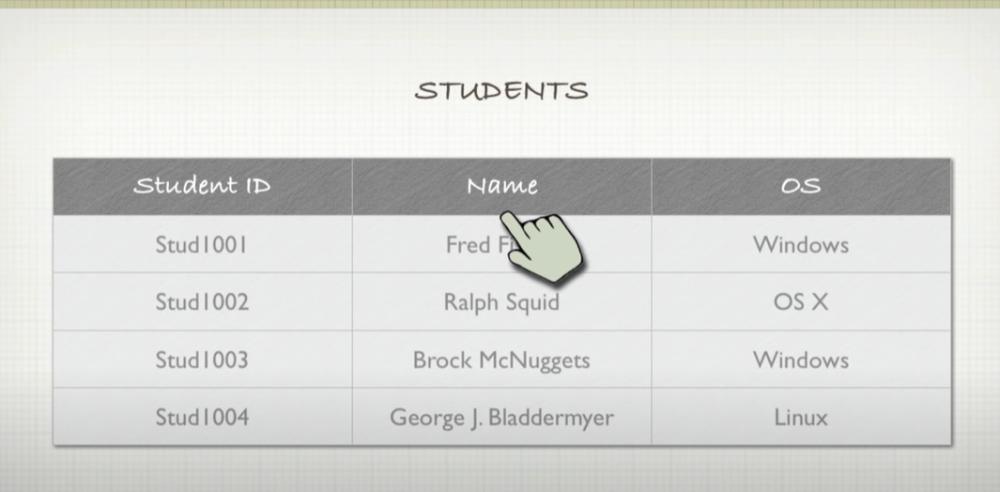 STUDENTS
Student ID Name OS
Stud1001 Fred Windows
Stud1002 Ralph Squid OS X
Stud1003 Brock McNuggets Windows
Stud1004 George J. Bladdermyer Linux